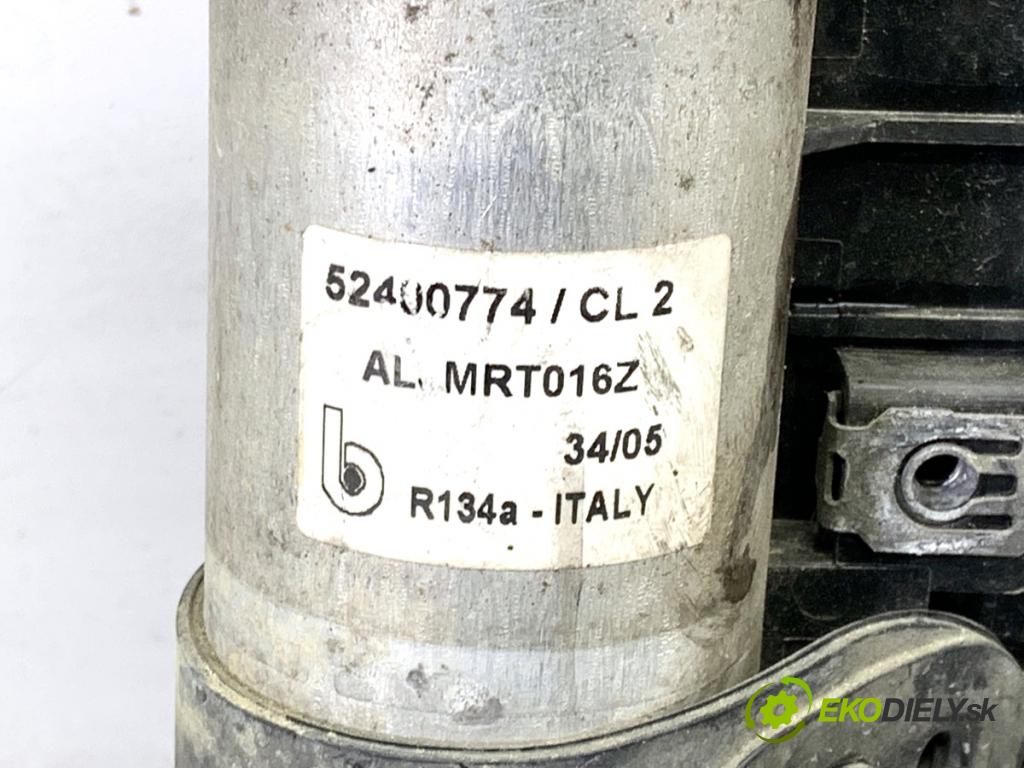 52400774 / CL 2
AL. MRT016Z
34/05
b
R134a - ITALY
EKODIELY.sk